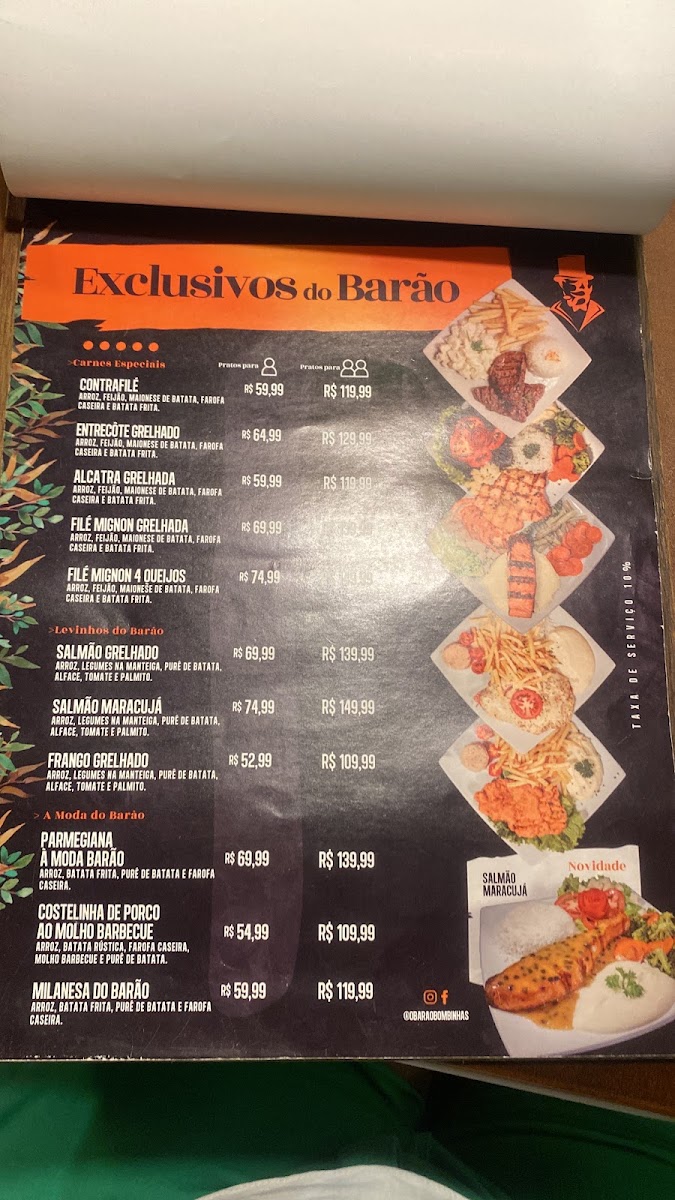 Exclusivos do Barão
>Carnes Especiais
Pratos para
Pratos para
CONTRAFILÉ
R$ 59,99
R$ 119,99
ARROZ, FEIJÃO, MAIONESE DE BATATA, FAROFA
CASEIRA E BATATA FRITA.
ENTRECÔTE GRELHADO
R$ 64,99
R$ 129,99
ARROZ, FEIJÃO, MAIONESE DE BATATA, FAROFA
CASEIRA E BATATA FRITA.
ALCATRA GRELHADA
R$ 59,99
R$ 119,99
ARROZ, FEIJÃO, MAIONESE DE BATATA, FAROFA
CASEIRA E BATATA FRITA.
FILÉ MIGNON GRELHADA
R$ 69,99
ARROZ, FEIJÃO, MAIONESE DE BATATA, FAROFA
CASEIRA E BATATA FRITA.
FILÉ MIGNON 4 QUEIJOS
R$ 74,99
ARROZ, FEIJÃO, MAIONESE DE BATATA, FAROFA
CASEIRA E BATATA FRITA.
>Levinhos do Barão
SALMÃO GRELHADO
R$ 69,99
R$ 139,99
ARROZ, LEGUMES NA MANTEIGA, PURÊ DE BATATA,
ALFACE, TOMATE E PALMITO.
SALMÃO MARACUJÁ
R$ 74,99
R$ 149,99
ARROZ, LEGUMES NA MANTEIGA, PURÊ DE BATATA,
ALFACE, TOMATE E PALMITO.
FRANGO GRELHADO
R$ 52,99
R$ 109,99
ARROZ, LEGUMES NA MANTEIGA, PURÊ DE BATATA,
ALFACE, TOMATE E PALMITO.
> A Moda do Barão
PARMEGIANA
À MODA BARÃO
R$ 69,99
R$ 139,99
ARROZ, BATATA FRITA, PURÊ DE BATATA E FAROFA
CASEIRA.
COSTELINHA DE PORCO
AO MOLHO BARBECUE
R$ 54,99
R$ 109,99
ARROZ, BATATA RÚSTICA, FAROFA CASEIRA,
MOLHO BARBECUE E PURÊ DE BATATA.
MILANESA DO BARÃO
R$ 59,99
R$ 119,99
ARROZ, BATATA FRITA, PURÊ DE BATATA E FAROFA
CASEIRA.
TAXA DE SERVIÇO 10%
Novidade
SALMÃO
MARACUJÁ
@OBARAOBOMBINHAS